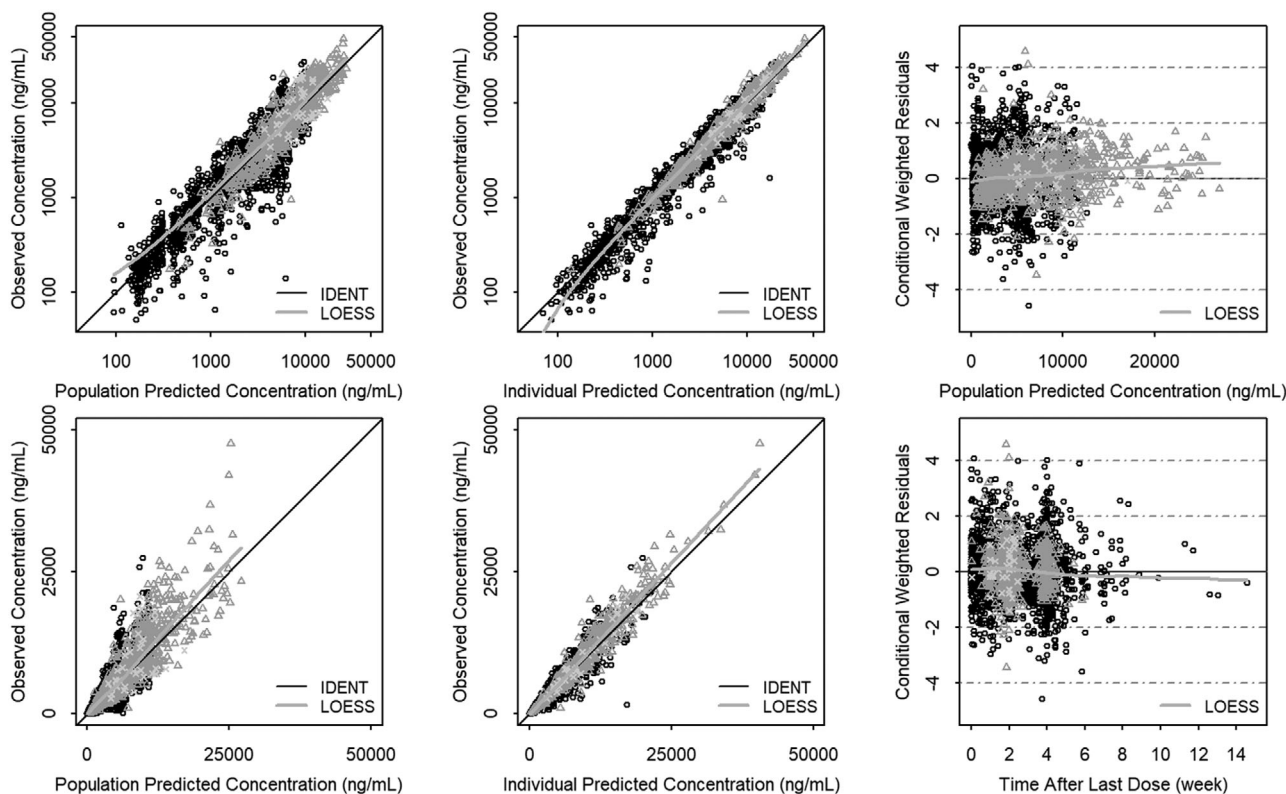 Observed Concentration (ng/mL)
50000
10000
1000
100
IDENT
LOESS
100
1000
10000
50000
Population Predicted Concentration (ng/mL)
Observed Concentration (ng/mL)
50000
10000
1000
100
IDENT
LOESS
100
1000
10000
50000
Individual Predicted Concentration (ng/mL)
Conditional Weighted Residuals
4
2
0
-2
-4
LOESS
0
10000
20000
Population Predicted Concentration (ng/mL)
Observed Concentration (ng/mL)
50000
25000
0
IDENT
LOESS
0
25000
50000
Population Predicted Concentration (ng/mL)
Observed Concentration (ng/mL)
50000
25000
0
IDENT
LOESS
0
25000
50000
Individual Predicted Concentration (ng/mL)
Conditional Weighted Residuals
4
2
0
-2
-4
LOESS
0
2
4
6
8
10
12
14
Time After Last Dose (week)